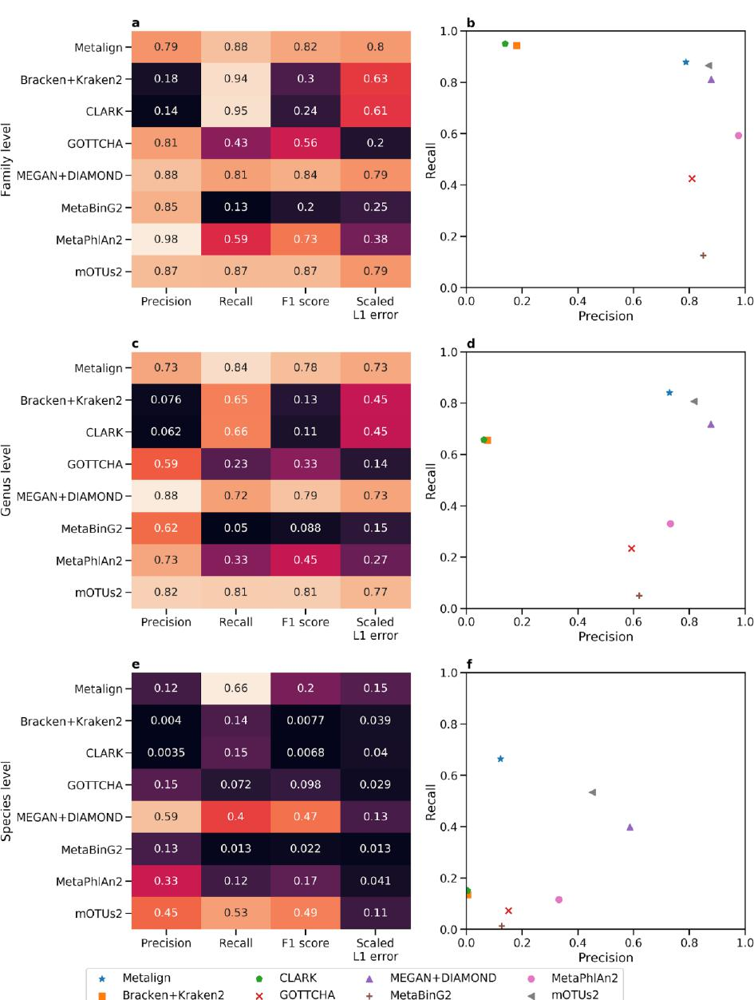 a
Family level
Metalign 0.79 0.88 0.82 0.8
Bracken+Kraken2 0.18 0.94 0.3 0.63
CLARK 0.14 0.95 0.24 0.61
GOTTCHA 0.81 0.43 0.56 0.2
MEGAN+DIAMOND 0.88 0.81 0.84 0.79
MetaBinG2 0.85 0.13 0.2 0.25
MetaPhlAn2 0.98 0.59 0.73 0.38
mOTUs2 0.87 0.87 0.87 0.79
Precision Recall F1 score Scaled
L1 error
b
Recall
1.0
0.8
0.6
0.4
0.2
0.0
0.0 0.2 0.4 0.6 0.8 1.0
Precision
c
Genus level
Metalign 0.73 0.84 0.78 0.73
Bracken+Kraken2 0.076 0.65 0.13 0.45
CLARK 0.062 0.66 0.11 0.45
GOTTCHA 0.59 0.23 0.33 0.14
MEGAN+DIAMOND 0.88 0.72 0.79 0.73
MetaBinG2 0.62 0.05 0.088 0.15
MetaPhlAn2 0.73 0.33 0.45 0.27
mOTUs2 0.82 0.81 0.81 0.77
Precision Recall F1 score Scaled
L1 error
d
Recall
1.0
0.8
0.6
0.4
0.2
0.0
0.0 0.2 0.4 0.6 0.8 1.0
Precision
e
Species level
Metalign 0.12 0.66 0.2 0.15
Bracken+Kraken2 0.004 0.14 0.0077 0.039
CLARK 0.0035 0.15 0.0068 0.04
GOTTCHA 0.15 0.072 0.098 0.029
MEGAN+DIAMOND 0.59 0.4 0.47 0.13
MetaBinG2 0.13 0.013 0.022 0.013
MetaPhlAn2 0.33 0.12 0.17 0.041
mOTUs2 0.45 0.53 0.49 0.11
Precision Recall F1 score Scaled
L1 error
f
Recall
1.0
0.8
0.6
0.4
0.2
0.0
0.0 0.2 0.4 0.6 0.8 1.0
Precision
Metalign CLARK MEGAN+DIAMOND MetaPhlAn2
Bracken+Kraken2 GOTTCHA MetaBinG2 mOTUs2